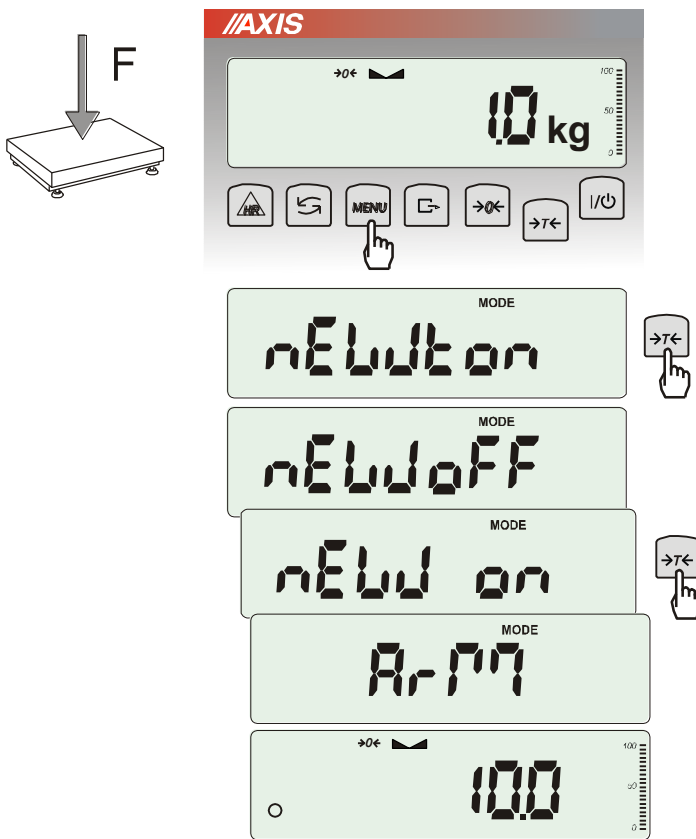 F
//AXIS
→0←
1.0 kg
100
50
0
HR
MENU
→0←
→T←
I/⏻
MODE
nEWton
→T←
MODE
nEWoFF
MODE
nEW on
→T←
MODE
ArM
→0←
10.0
100
50
0